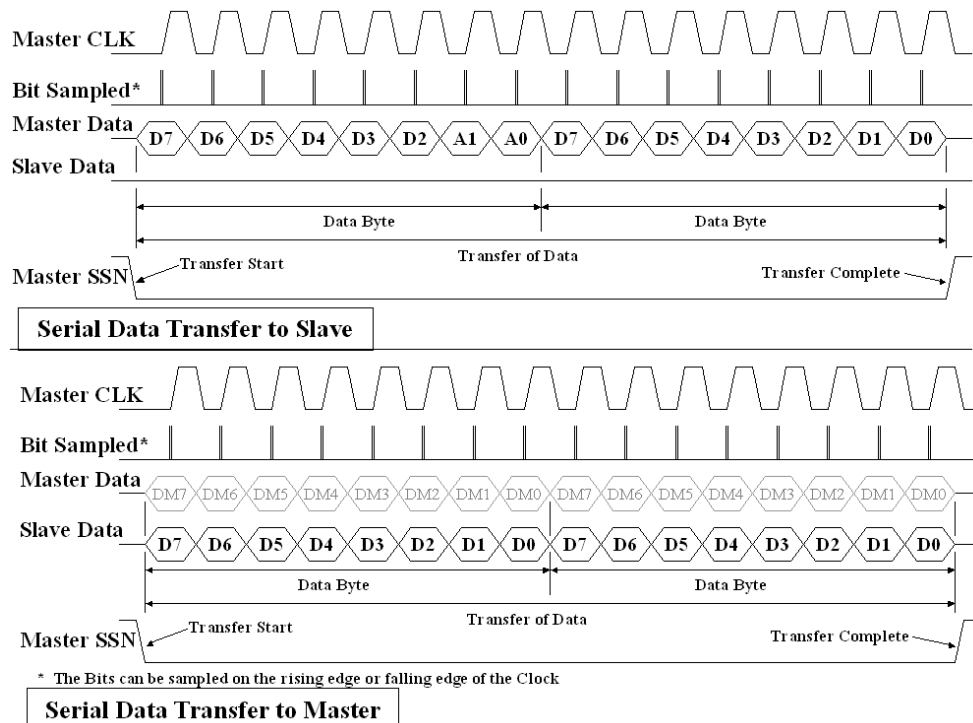 Master CLK
Bit Sampled*
Master Data
D7 D6 D5 D4 D3 D2 A1 A0 D7 D6 D5 D4 D3 D2 D1 D0
Slave Data
Data Byte Data Byte
Transfer of Data
Master SSN
Transfer Start
Transfer Complete
Serial Data Transfer to Slave
Master CLK
Bit Sampled*
Master Data
DM7 DM6 DM5 DM4 DM3 DM2 DM1 DM0 DM7 DM6 DM5 DM4 DM3 DM2 DM1 DM0
Slave Data
D7 D6 D5 D4 D3 D2 D1 D0 D7 D6 D5 D4 D3 D2 D1 D0
Data Byte Data Byte
Transfer of Data
Master SSN
Transfer Start
Transfer Complete
* The Bits can be sampled on the rising edge or falling edge of the Clock
Serial Data Transfer to Master